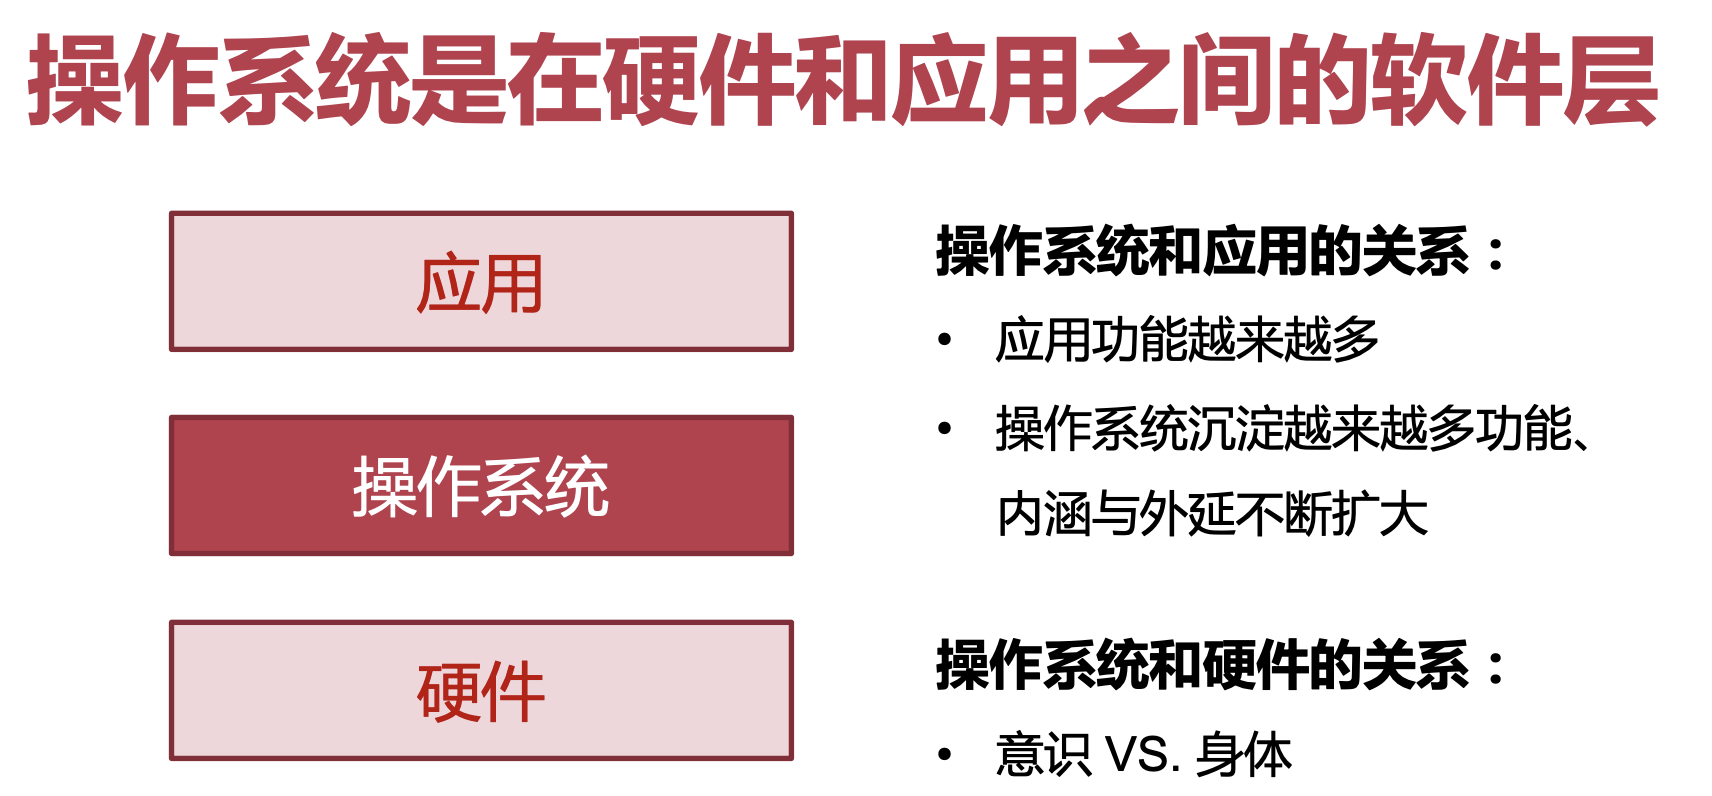 操作系统是在硬件和应用之间的软件层
应用
操作系统
硬件
操作系统和应用的关系：
• 应用功能越来越多
• 操作系统沉淀越来越多功能、
内涵与外延不断扩大
操作系统和硬件的关系：
• 意识 VS. 身体